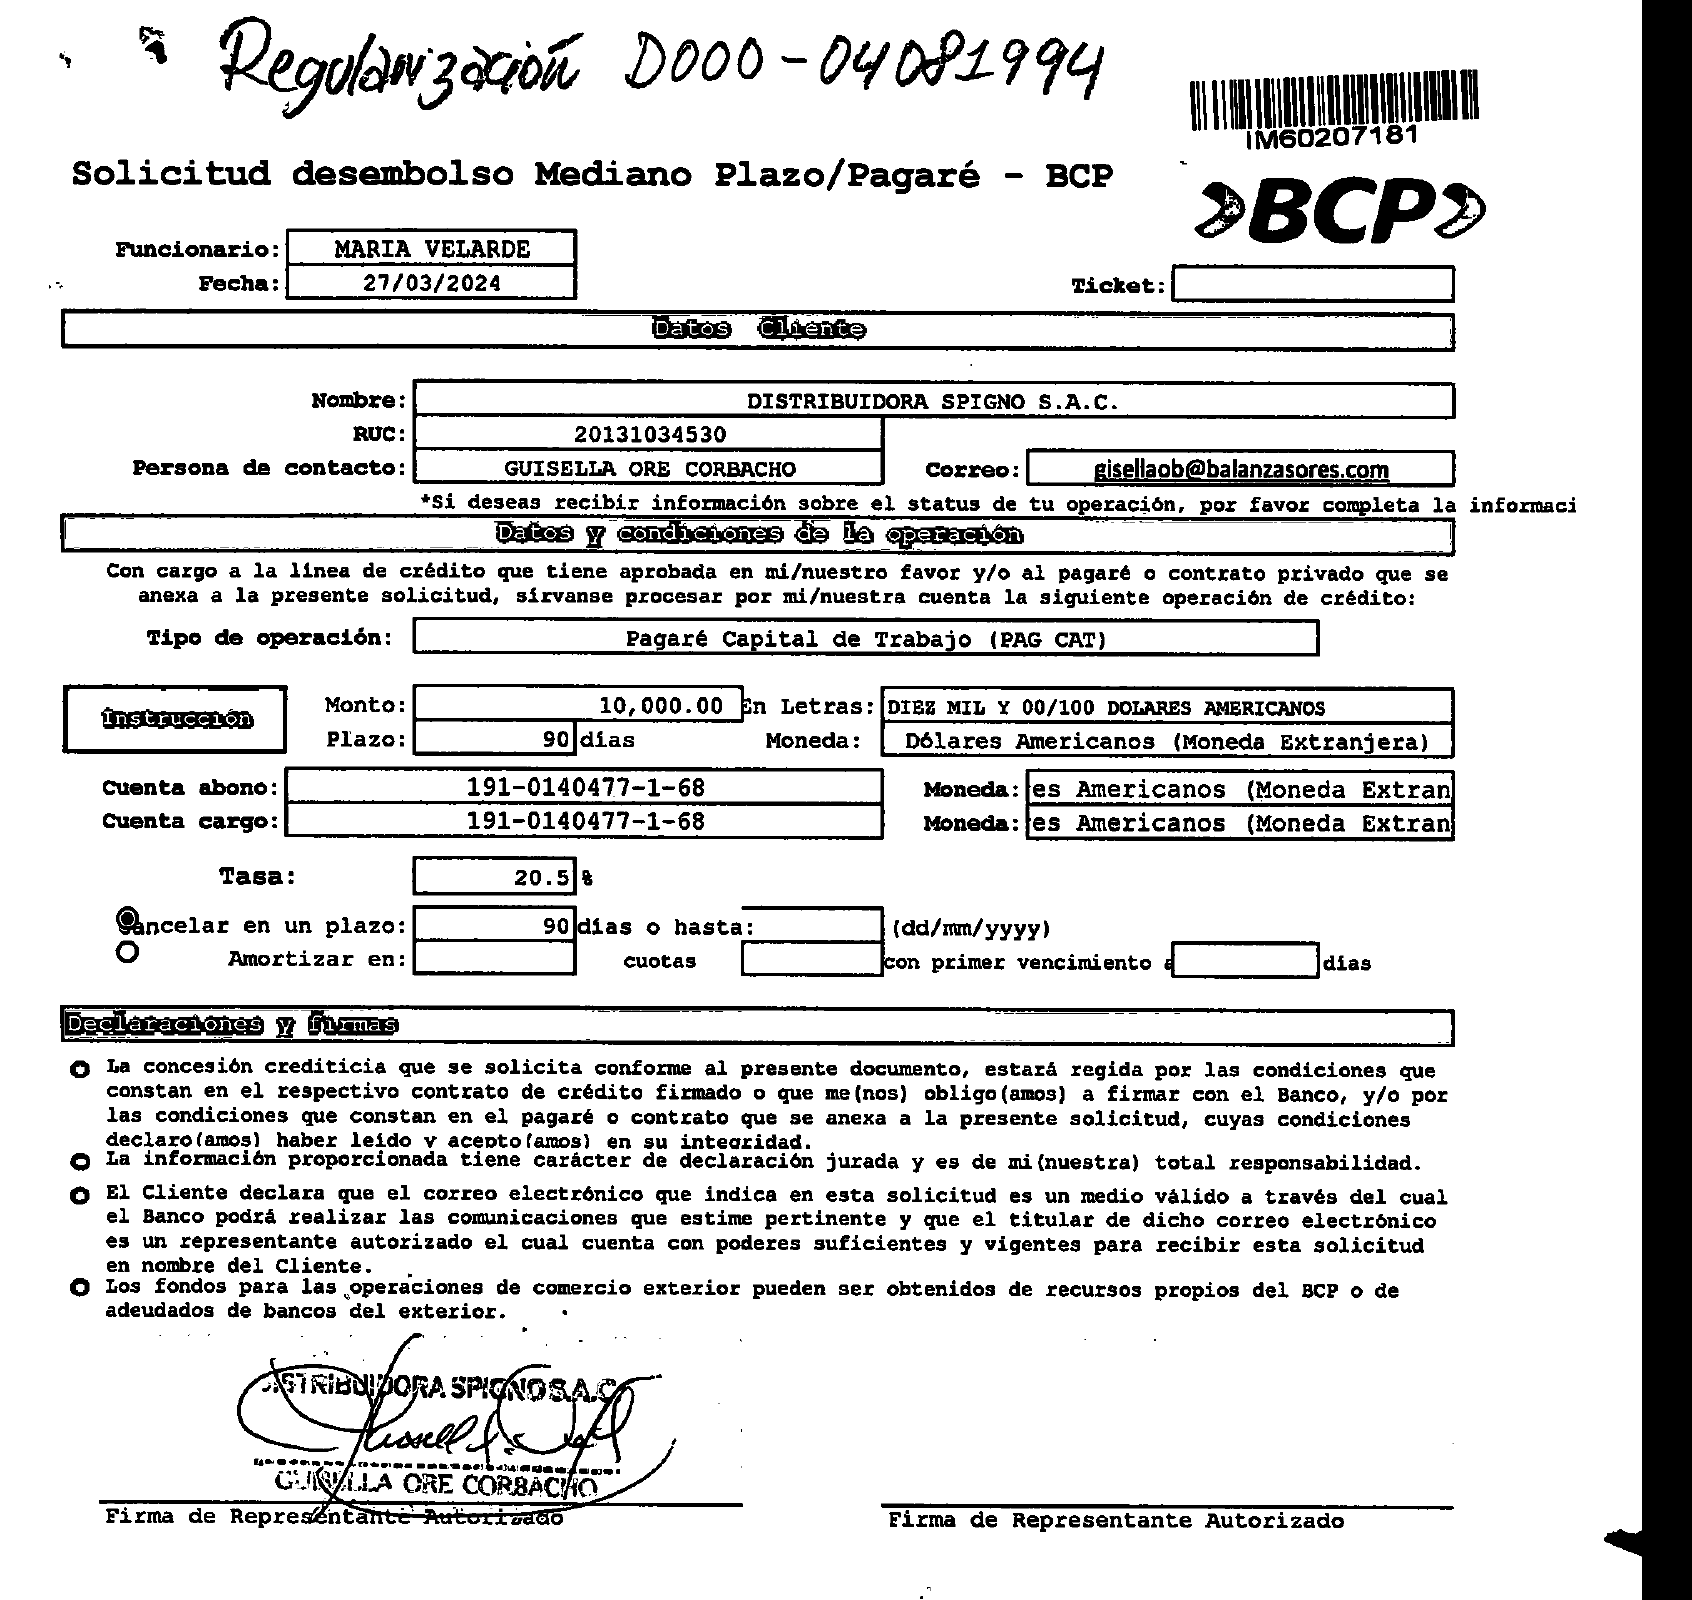 Regularización D000-04081994
IM60207181
Solicitud desembolso Mediano Plazo/Pagaré - BCP
BCP
Funcionario: MARIA VELARDE
Fecha: 27/03/2024
Ticket:
Datos Cliente
Nombre: DISTRIBUIDORA SPIGNO S.A.C.
RUC: 20131034530
Persona de contacto: GUISELLA ORE CORBACHO Correo: gisellaob@balanzasores.com
*Si deseas recibir información sobre el status de tu operación, por favor completa la informaci
Datos y condiciones de la operación
Con cargo a la línea de crédito que tiene aprobada en mi/nuestro favor y/o al pagaré o contrato privado que se
anexa a la presente solicitud, sírvanse procesar por mi/nuestra cuenta la siguiente operación de crédito:
Tipo de operación: Pagaré Capital de Trabajo (PAG CAT)
Instrucción
Monto: 10,000.00 En Letras: DIEZ MIL Y 00/100 DOLARES AMERICANOS
Plazo: 90 días Moneda: Dólares Americanos (Moneda Extranjera)
Cuenta abono: 191-0140477-1-68 Moneda: es Americanos (Moneda Extran
Cuenta cargo: 191-0140477-1-68 Moneda: es Americanos (Moneda Extran
Tasa: 20.5 %
ancelar en un plazo: 90 días o hasta: (dd/mm/yyyy)
Amortizar en: cuotas con primer vencimiento a días
Declaraciones y firmas
La concesión crediticia que se solicita conforme al presente documento, estará regida por las condiciones que
constan en el respectivo contrato de crédito firmado o que me(nos) obligo(amos) a firmar con el Banco, y/o por
las condiciones que constan en el pagaré o contrato que se anexa a la presente solicitud, cuyas condiciones
declaro(amos) haber leído y acepto(amos) en su integridad.
La información proporcionada tiene carácter de declaración jurada y es de mi(nuestra) total responsabilidad.
El Cliente declara que el correo electrónico que indica en esta solicitud es un medio válido a través del cual
el Banco podrá realizar las comunicaciones que estime pertinente y que el titular de dicho correo electrónico
es un representante autorizado el cual cuenta con poderes suficientes y vigentes para recibir esta solicitud
en nombre del Cliente.
Los fondos para las operaciones de comercio exterior pueden ser obtenidos de recursos propios del BCP o de
adeudados de bancos del exterior.
DISTRIBUIDORA SPIGNO S.A.C.
GUISELLA ORE CORBACHO
Firma de Representante Autorizado
Firma de Representante Autorizado